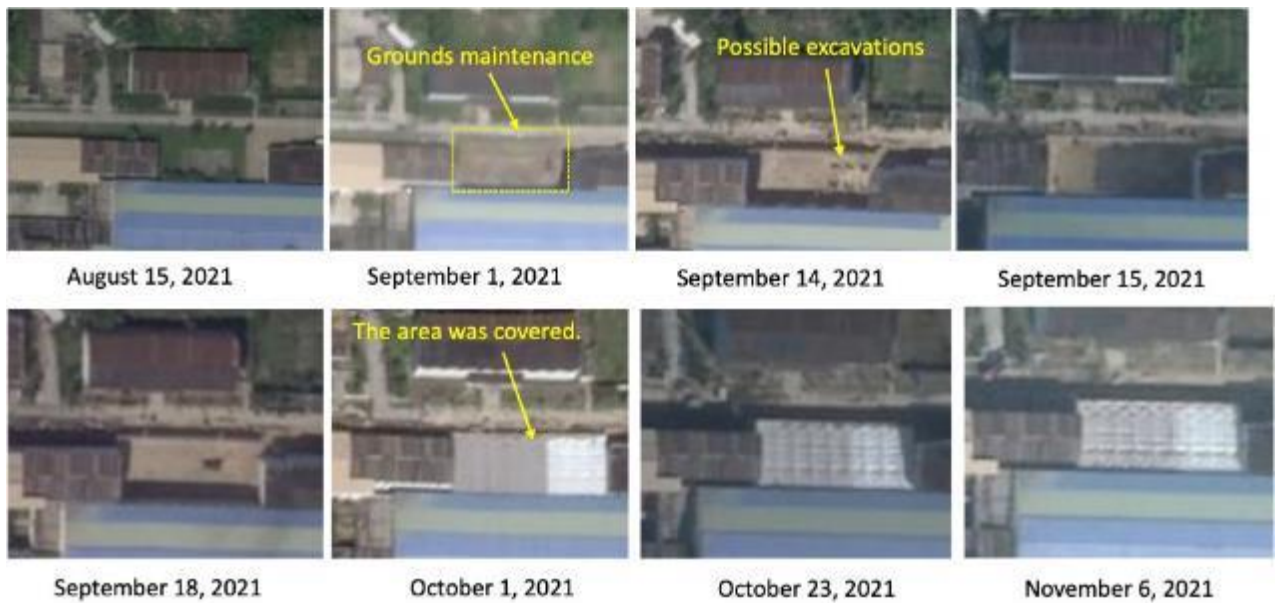 Grounds maintenance
Possible excavations
August 15, 2021
September 1, 2021
September 14, 2021
September 15, 2021
The area was covered.
September 18, 2021
October 1, 2021
October 23, 2021
November 6, 2021